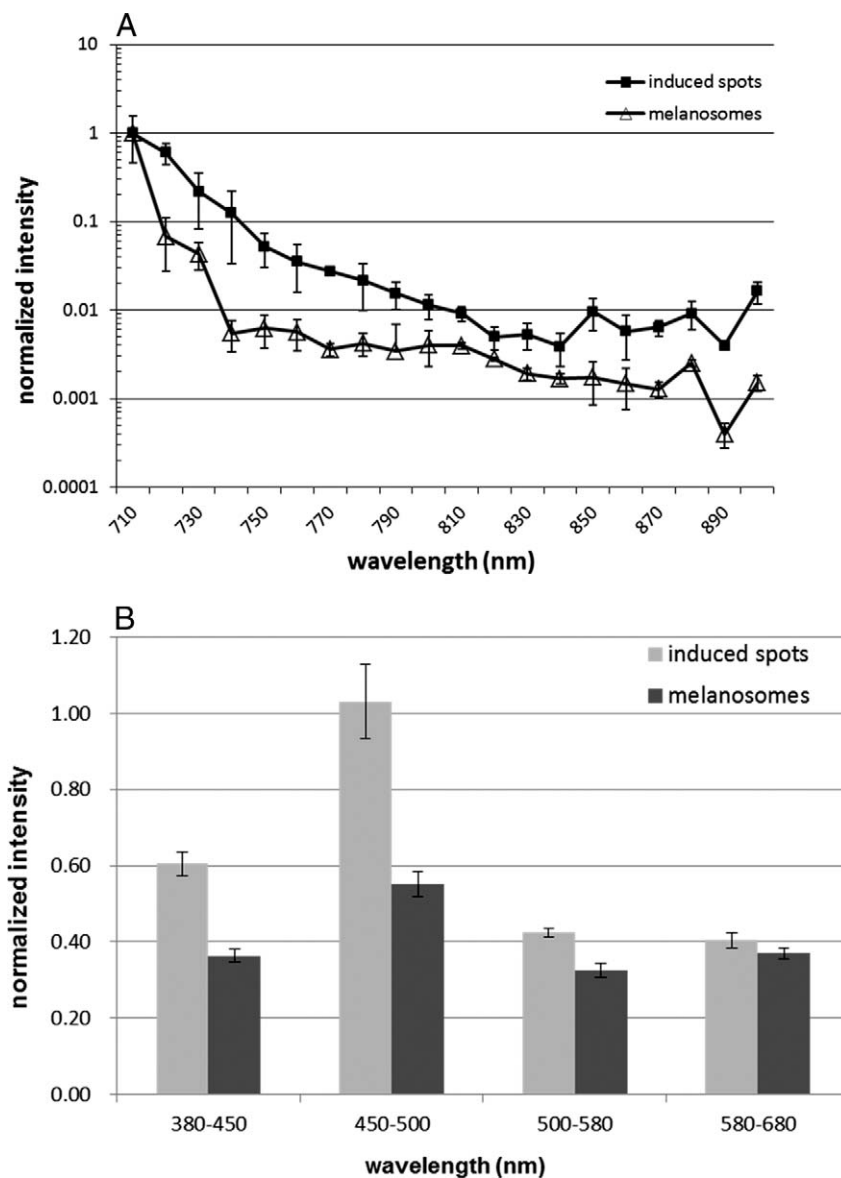 A
10
1
0.1
0.01
0.001
0.0001
normalized intensity
induced spots
melanosomes
710 730 750 770 790 810 830 850 870 890
wavelength (nm)
B
1.20
1.00
0.80
0.60
0.40
0.20
0.00
normalized intensity
induced spots
melanosomes
380-450 450-500 500-580 580-680
wavelength (nm)